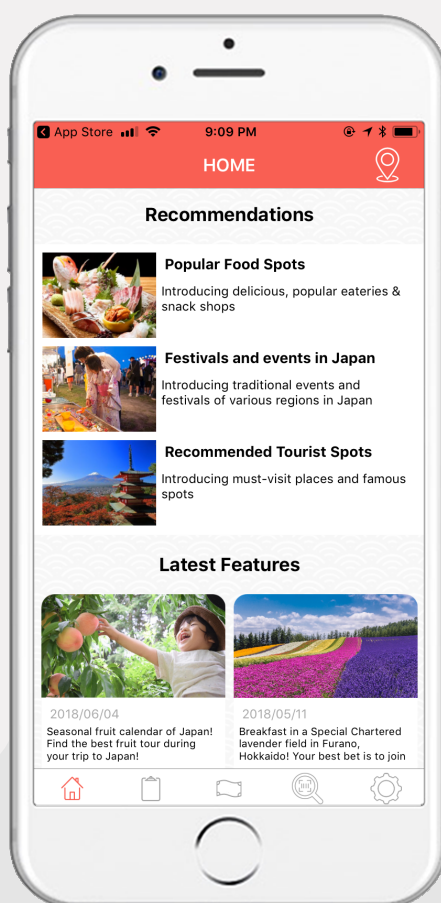 App Store
9:09 PM
HOME
Recommendations
Popular Food Spots
Introducing delicious, popular eateries &
snack shops
Festivals and events in Japan
Introducing traditional events and
festivals of various regions in Japan
Recommended Tourist Spots
Introducing must-visit places and famous
spots
Latest Features
2018/06/04
Seasonal fruit calendar of Japan!
Find the best fruit tour during
your trip to Japan!
2018/05/11
Breakfast in a Special Chartered
lavender field in Furano,
Hokkaido! Your best bet is to join